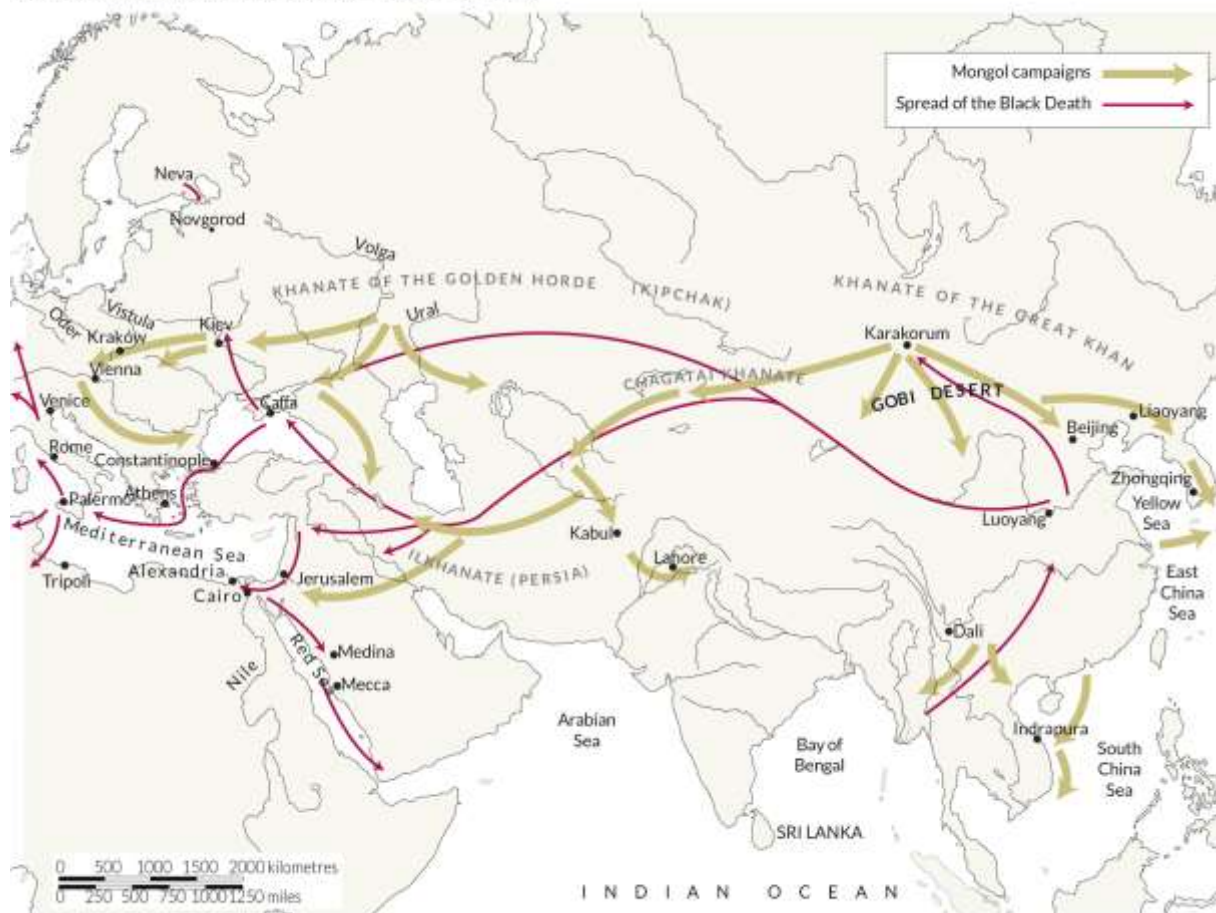 Mongol campaigns
Spread of the Black Death
Neva
Novgorod
Volga
KHANATE OF THE GOLDEN HORDE (KIPCHAK)
KHANATE OF THE GREAT KHAN
Oder
Vistula
Kraków
Kiev
Ural
Karakorum
Vienna
CHAGATAI KHANATE
GOBI DESERT
Venice
Caffa
Liaoyang
Beijing
Rome
Constantinople
Zhongqing
Palermo
Athens
Yellow
Sea
Luoyang
Kabul
Mediterranean Sea
Lahore
ILKHANATE (PERSIA)
Tripoli
Alexandria
Jerusalem
East
China
Sea
Cairo
Dali
Nile
Red
Medina
Mecca
Arabian
Sea
Bay of
Bengal
Indrapura
South
China
Sea
SRI LANKA
0 500 1000 1500 2000 kilometres
0 250 500 750 1000 1250 miles
INDIAN OCEAN